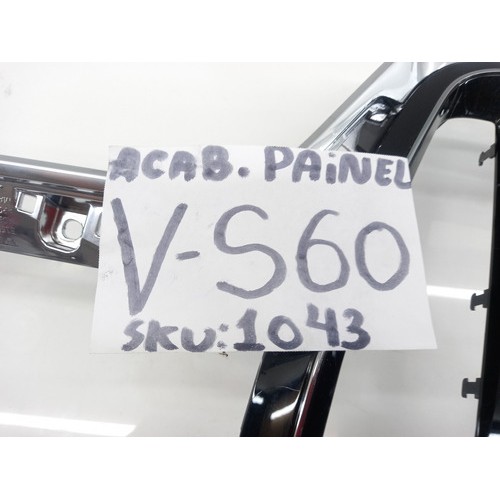 ACAB. PAiNEL
V-S60
SKU:1043